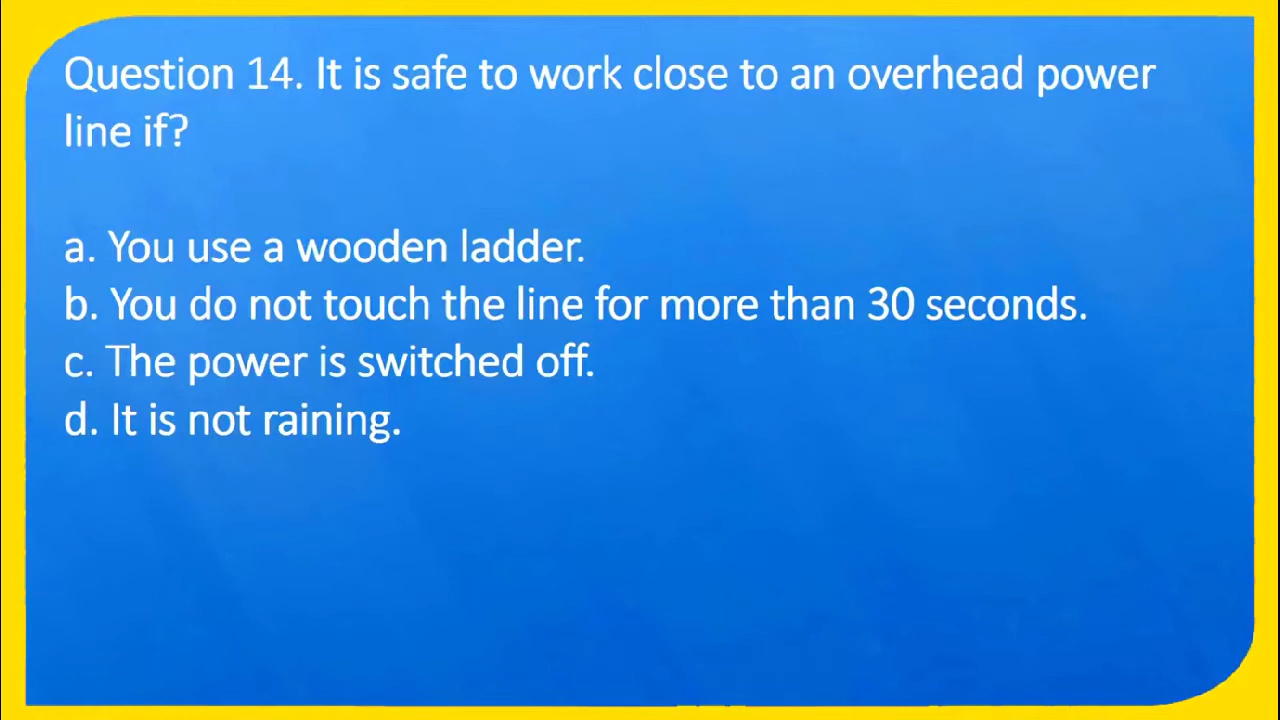 Question 14. It is safe to work close to an overhead power
line if?
a. You use a wooden ladder.
b. You do not touch the line for more than 30 seconds.
c. The power is switched off.
d. It is not raining.